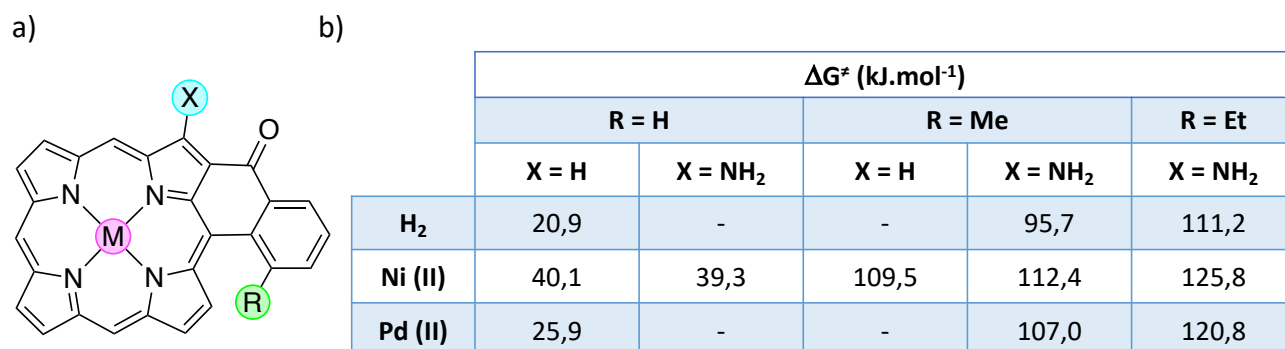 a)
b)
X
O
N
N
M
N
N
R
ΔG≠ (kJ.mol-1)
R = H
R = Me
R = Et
X = H
X = NH2
X = H
X = NH2
X = NH2
H2
20,9
-
-
95,7
111,2
Ni (II)
40,1
39,3
109,5
112,4
125,8
Pd (II)
25,9
-
-
107,0
120,8